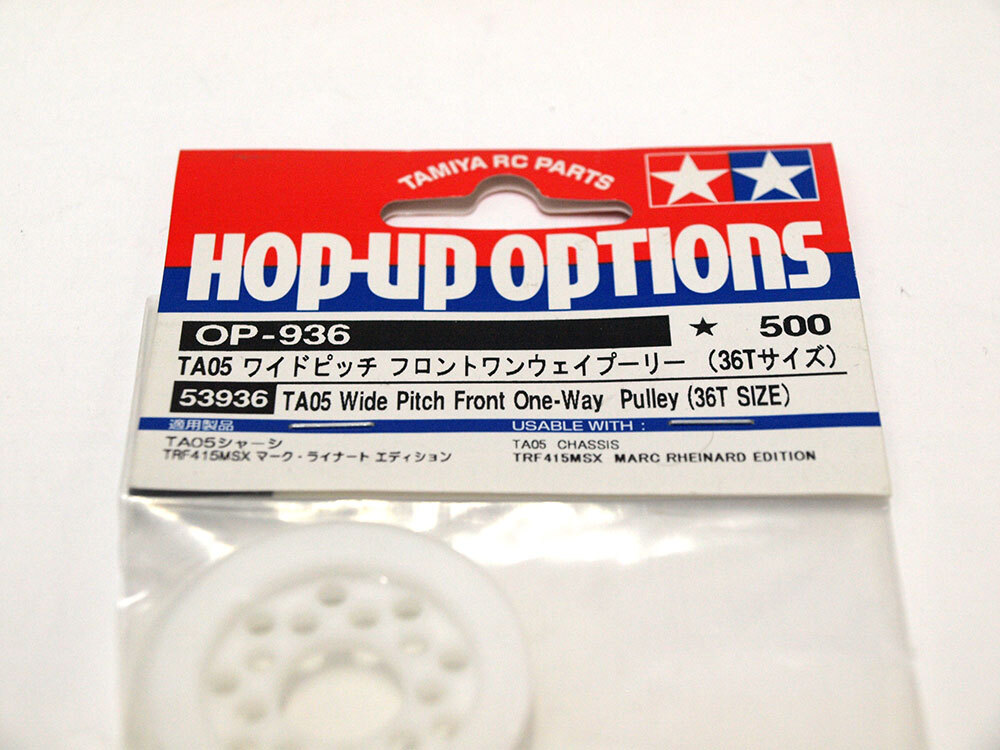 TAMIYA RC PARTS
HOP-UP OPTIONS
OP-936 ★ 500
TA05 ワイドピッチ フロントワンウェイプーリー (36Tサイズ)
53936 TA05 Wide Pitch Front One-Way Pulley (36T SIZE)
適用製品 USABLE WITH :
TA05シャーシ TA05 CHASSIS
TRF415MSX マーク・ライナート エディション TRF415MSX MARC RHEINARD EDITION